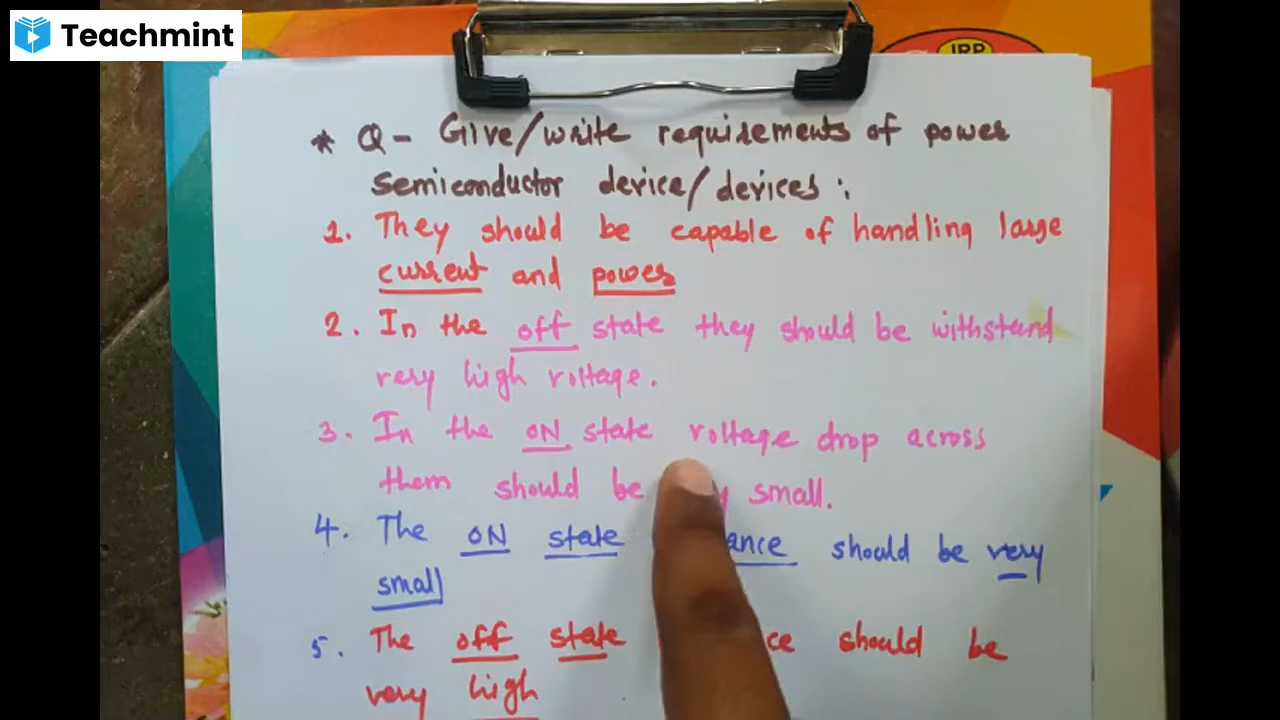 Teachmint
JRP
* Q- Give/write requirements of power
semiconductor device/devices :
1. They should be capable of handling large
current and power
2. In the off state they should be withstand
very high voltage.
3. In the ON state voltage drop across
them should be small.
4. The ON state should be very
small
5. The off state should be
very high